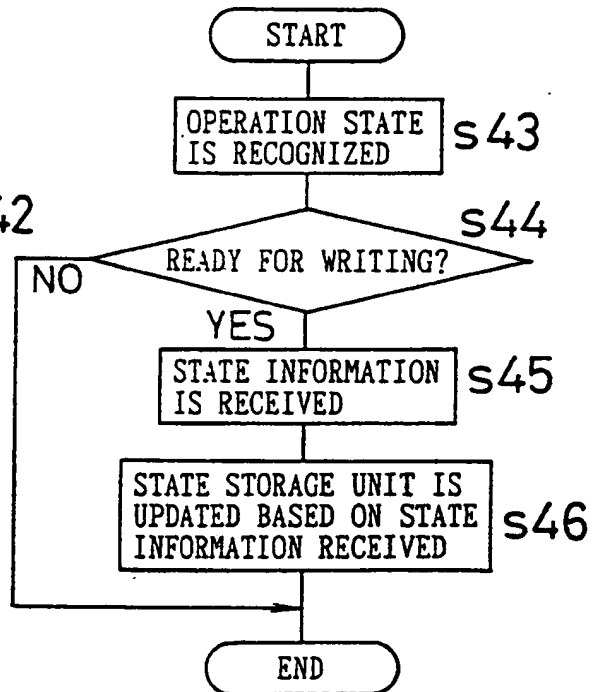 START
OPERATION STATE
IS RECOGNIZED
s43
42
s44
READY FOR WRITING?
NO
YES
STATE INFORMATION
IS RECEIVED
s45
STATE STORAGE UNIT IS
UPDATED BASED ON STATE
INFORMATION RECEIVED
s46
END